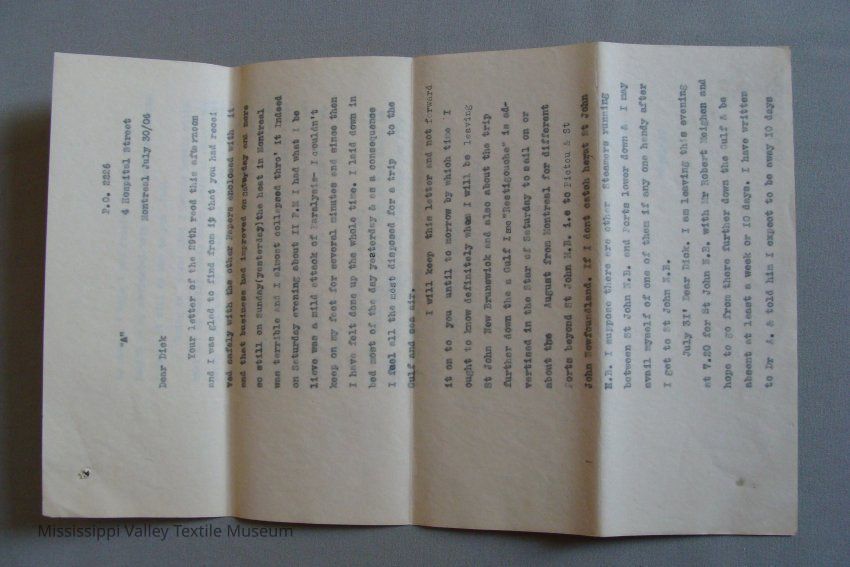 P.O. 2226
4 Hospital Street
"A"
Montreal July 30/06
Dear Dick
Your letter of the 29th recd this afternoon
and I was glad to find from it that you had recei
ved safely with the other Papers enclosed with it
and that business had improved on and more
so still on Sunday(yesterday)the heat in Montreal
was terrible and I almost collapsed thro' it Indeed
on Saturday evening about II P.M I had what I be
lieve was a mild attack of Paralysis- I couldn't
keep on my feet for several minutes and since then
I have felt done up the whole time. I laid down in
bed most of the day yesterday & as a consequence
I feel all the most disposed for a trip to the
Gulf and sea air.
I will keep this letter and not forward
it on to you until to morrow by which time I
ought to know definitely when I will be leaving
St John New Brunswick and also about the trip
further down the a Gulf I see"Restigouche" is ad-
vertised in the Star of Saturday to sail on or
about the August from Montreal for different
Ports beyond St John N.B. i.e to Pictou & St
John Newfoundland. If I dont catch her at St John
N.B. I suppose there are other Steamers running
between St John N.B. and Ports lower down & I may
avail myself of one of them if any one handy after
I get to St John N.B.
July 31' Dear Dick. I am leaving this evening
at 7.20 for St John N.B. with Mr Robert Meighen and
hope to go from there further down the Gulf & be
absent at least a week or 10 days. I have written
to Dr A. & told him I expect to be away 10 days
Mississippi Valley Textile Museum